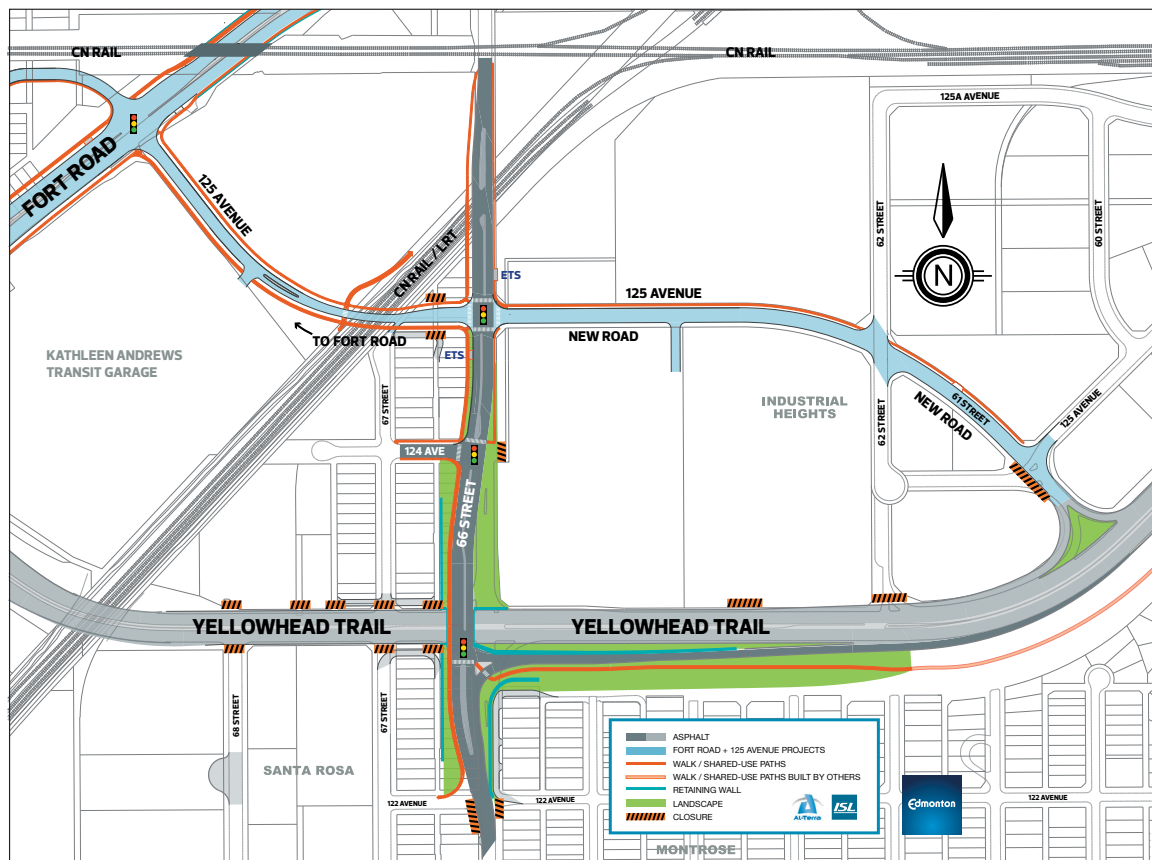 CN RAIL
CN RAIL
125A AVENUE
FORT ROAD
125 AVENUE
62 STREET
60 STREET
CN RAIL / LRT
N
ETS
125 AVENUE
TO FORT ROAD
NEW ROAD
ETS
KATHLEEN ANDREWS
TRANSIT GARAGE
INDUSTRIAL
HEIGHTS
61 STREET
NEW ROAD
125 AVENUE
67 STREET
62 STREET
124 AVE
66 STREET
YELLOWHEAD TRAIL
YELLOWHEAD TRAIL
68 STREET
67 STREET
SANTA ROSA
122 AVENUE
122 AVENUE
122 AVENUE
MONTROSE
ASPHALT
FORT ROAD + 125 AVENUE PROJECTS
WALK / SHARED-USE PATHS
WALK / SHARED-USE PATHS BUILT BY OTHERS
RETAINING WALL
LANDSCAPE
CLOSURE
Al-Terra
ISL
Edmonton